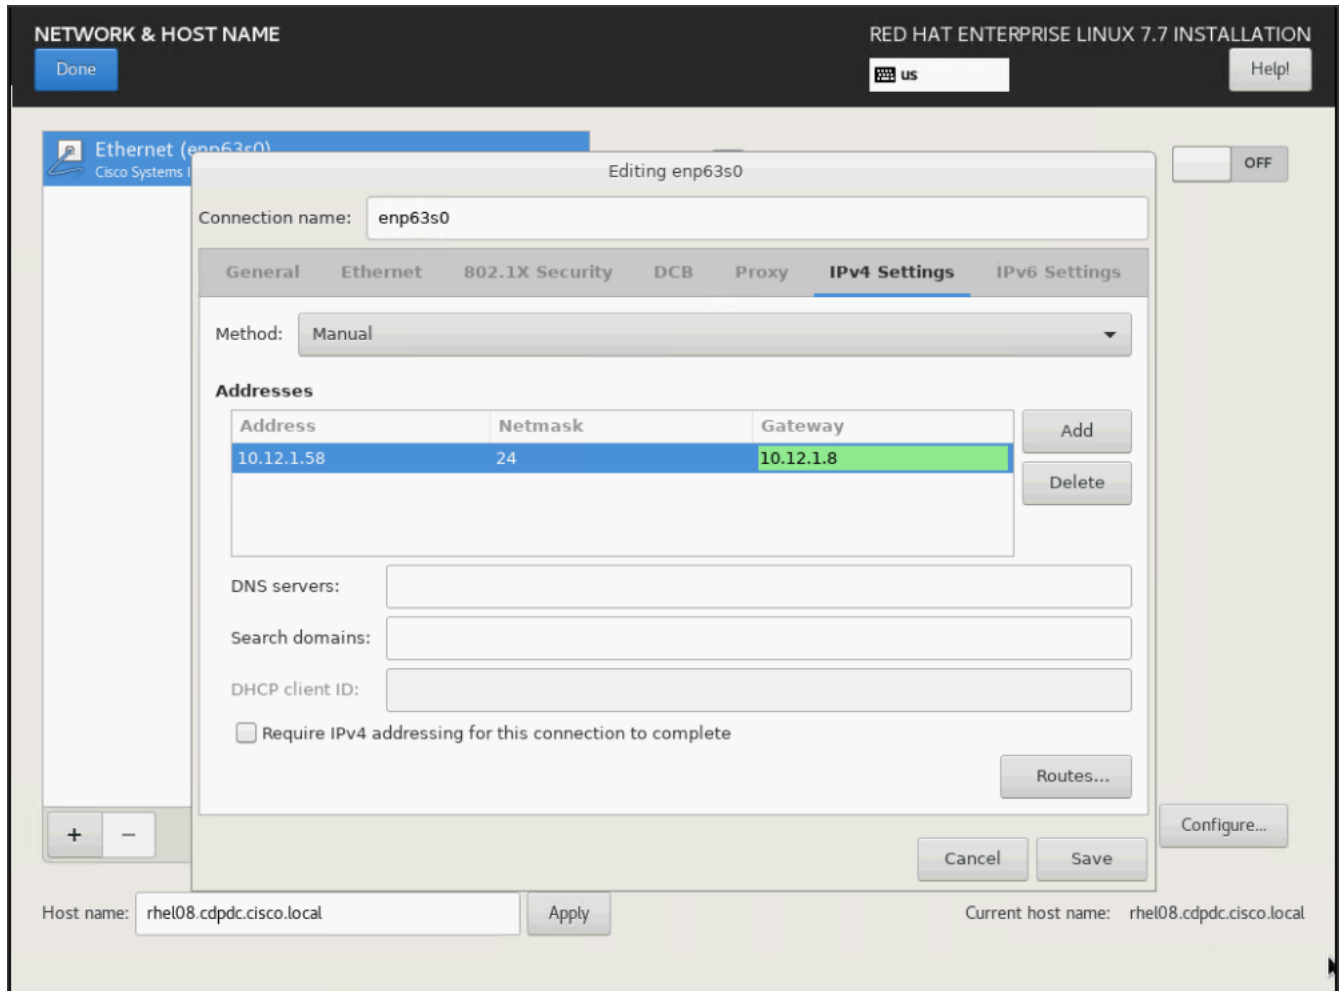 NETWORK & HOST NAME
RED HAT ENTERPRISE LINUX 7.7 INSTALLATION
Done
us
Help!
Ethernet (enp63s0)
Cisco Systems I
OFF
Editing enp63s0
Connection name: enp63s0
General Ethernet 802.1X Security DCB Proxy IPv4 Settings IPv6 Settings
Method: Manual
Addresses
Address Netmask Gateway
10.12.1.58 24 10.12.1.8
Add
Delete
DNS servers:
Search domains:
DHCP client ID:
Require IPv4 addressing for this connection to complete
Routes...
+ −
Configure...
Cancel Save
Host name: rhel08.cdpdc.cisco.local Apply Current host name: rhel08.cdpdc.cisco.local